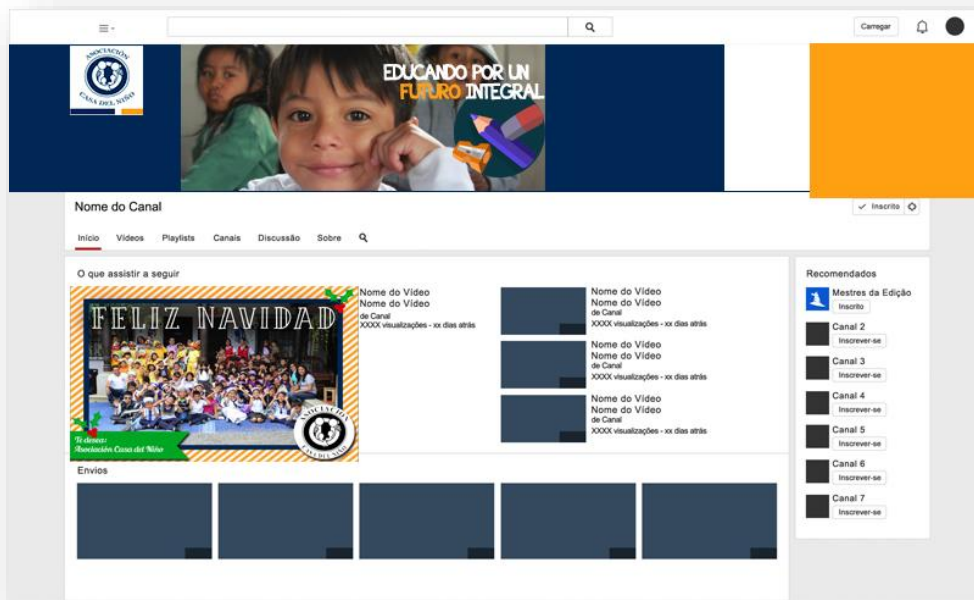 Carregar
ASOCIACIÓN
CASA DEL NIÑO
EDUCANDO POR UN
FUTURO INTEGRAL
Nome do Canal
Inscrito
Início Vídeos Playlists Canais Discussão Sobre
O que assistir a seguir
FELIZ NAVIDAD
Te desea:
Asociación Casa del Niño
ASOCIACIÓN
CASA DEL NIÑO
Nome do Vídeo
Nome do Vídeo
de Canal
XXXX visualizações - xx dias atrás
Nome do Vídeo
Nome do Vídeo
de Canal
XXXX visualizações - xx dias atrás
Nome do Vídeo
Nome do Vídeo
de Canal
XXXX visualizações - xx dias atrás
Nome do Vídeo
Nome do Vídeo
de Canal
XXXX visualizações - xx dias atrás
Envios
Recomendados
Mestres da Edição
Inscrito
Canal 2
Inscrever-se
Canal 3
Inscrever-se
Canal 4
Inscrever-se
Canal 5
Inscrever-se
Canal 6
Inscrever-se
Canal 7
Inscrever-se